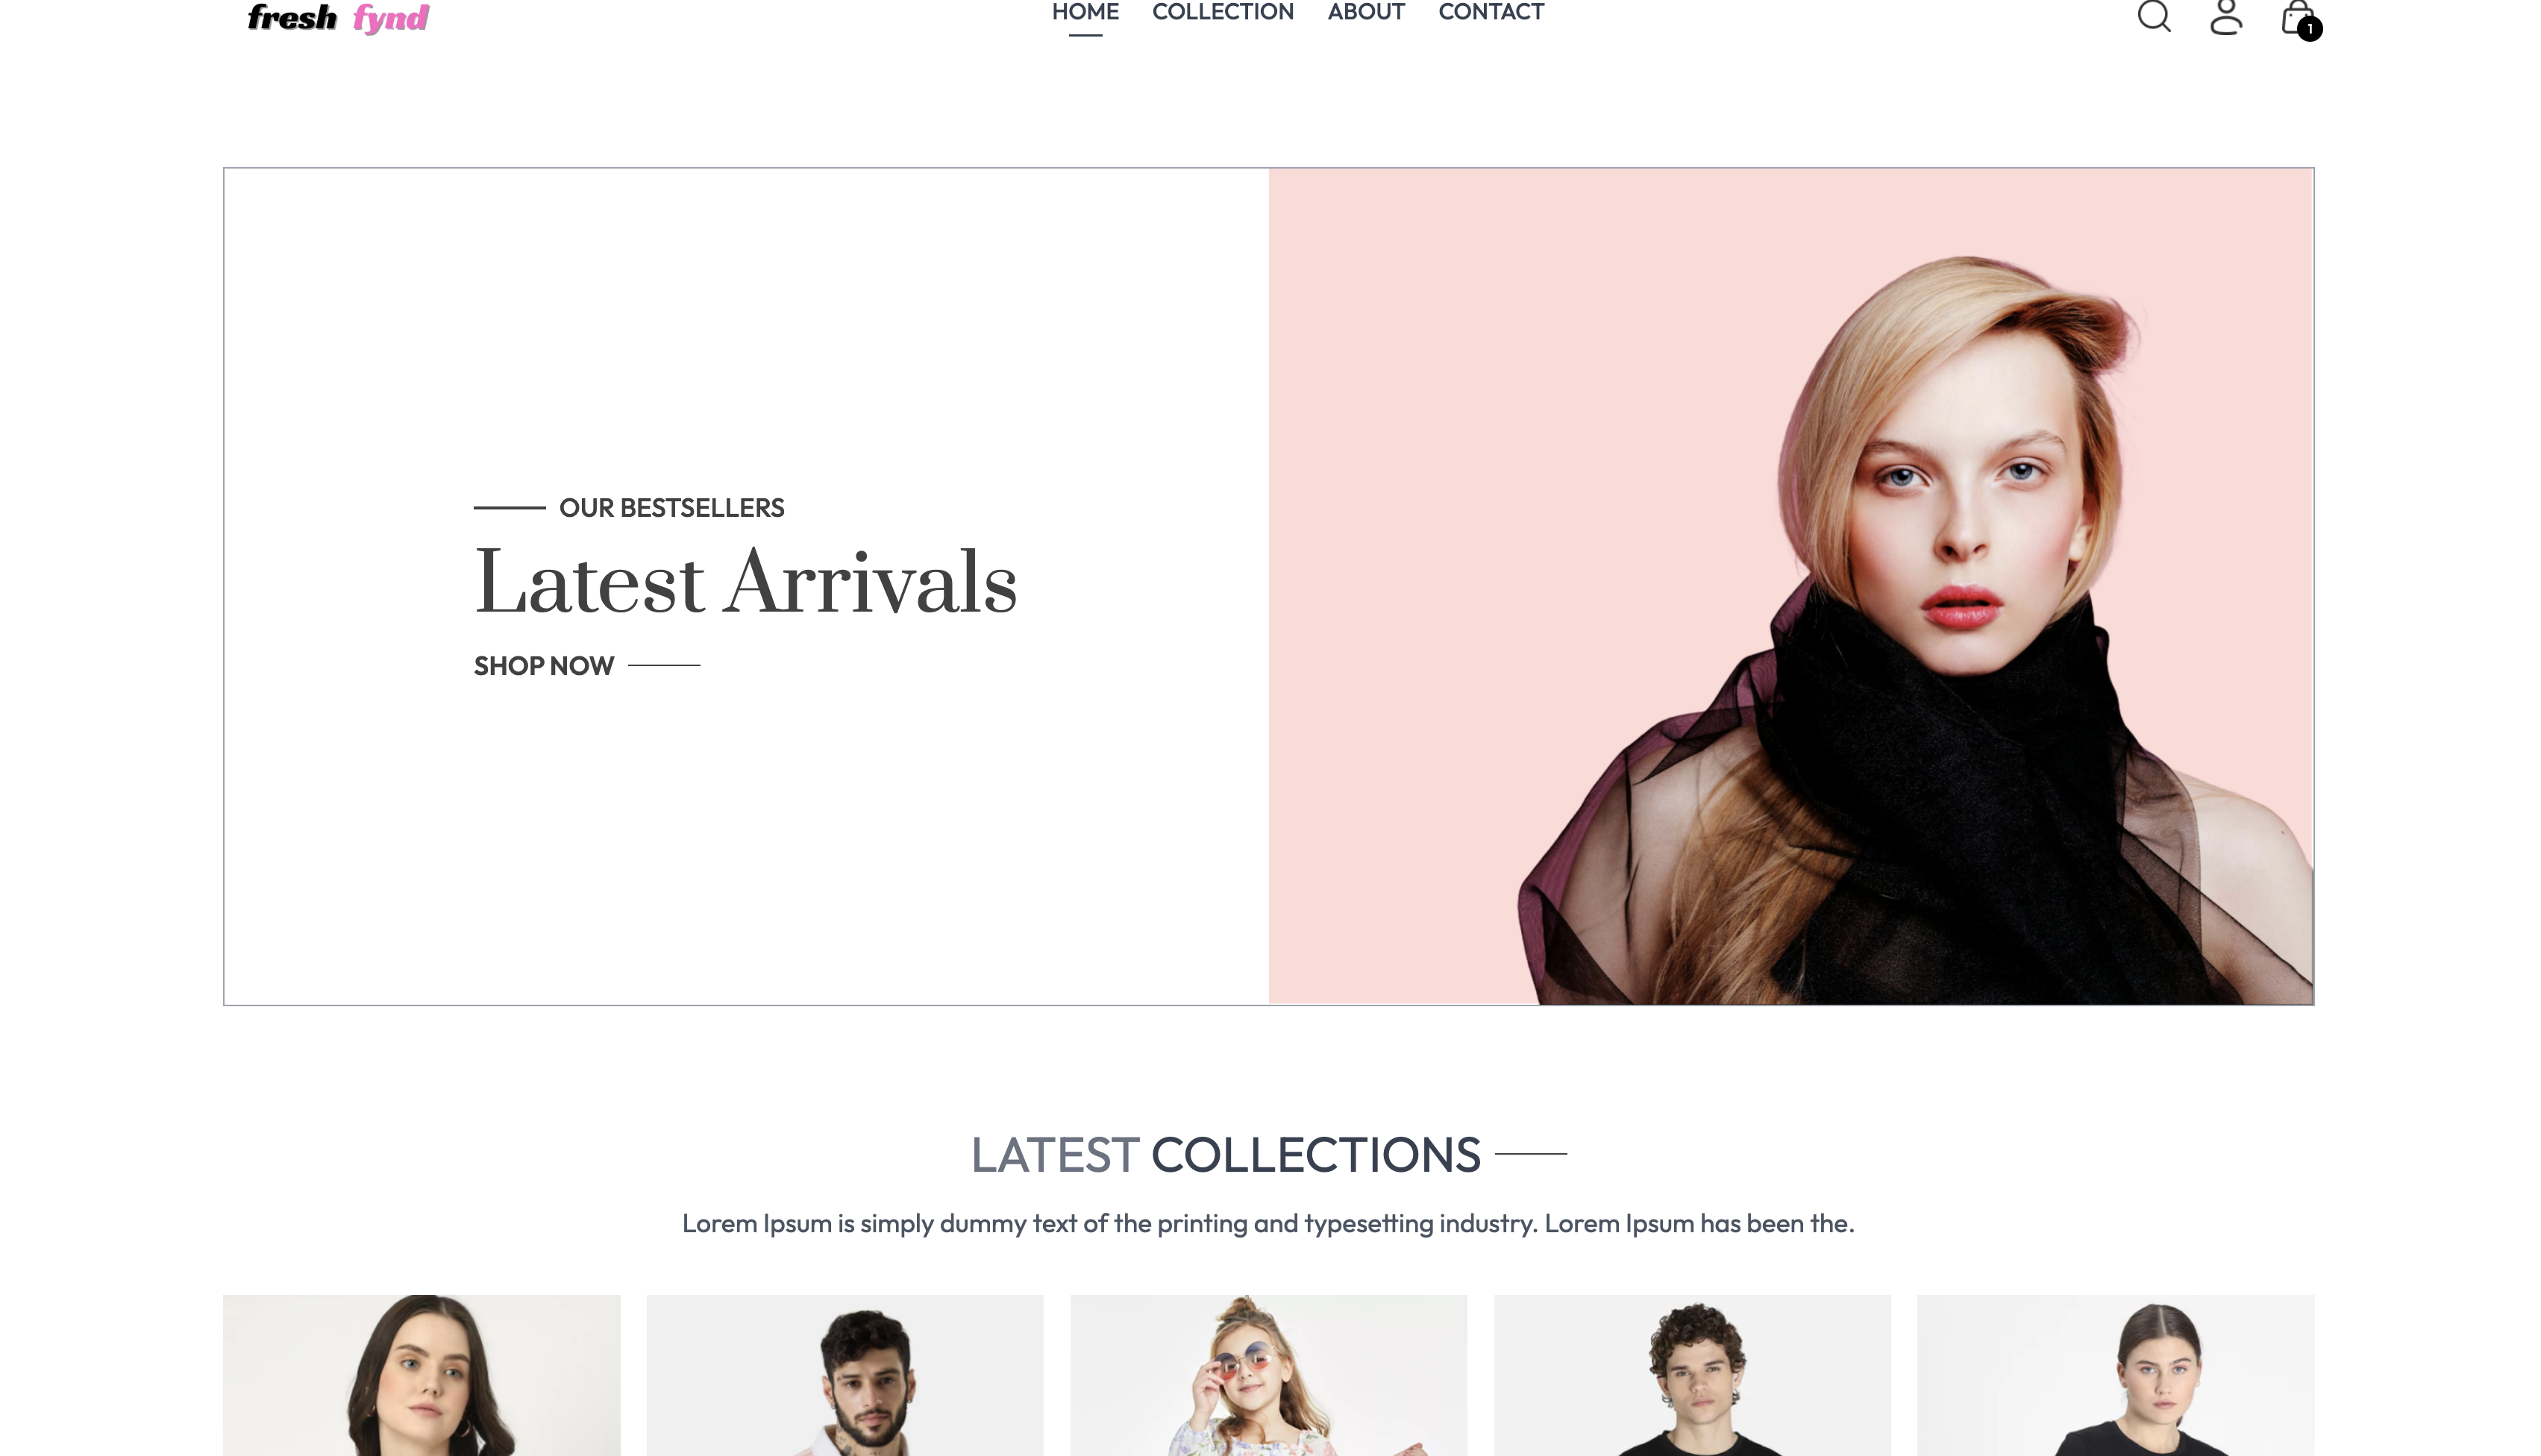 fresh fynd
HOME COLLECTION ABOUT CONTACT
1
OUR BESTSELLERS
Latest Arrivals
SHOP NOW
LATEST COLLECTIONS
Lorem Ipsum is simply dummy text of the printing and typesetting industry. Lorem Ipsum has been the.